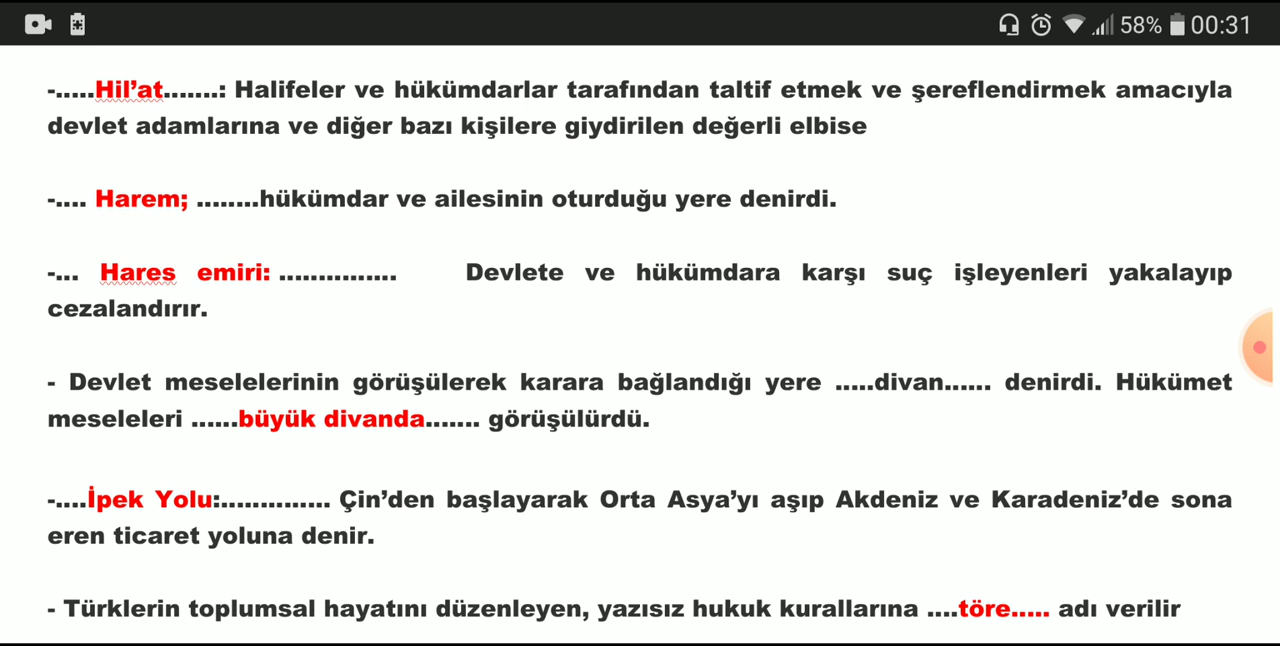 58% 00:31
-.....Hil’at.......: Halifeler ve hükümdarlar tarafından taltif etmek ve şereflendirmek amacıyla
devlet adamlarına ve diğer bazı kişilere giydirilen değerli elbise
-.... Harem; ........hükümdar ve ailesinin oturduğu yere denirdi.
-... Hares emiri: ............... Devlete ve hükümdara karşı suç işleyenleri yakalayıp
cezalandırır.
- Devlet meselelerinin görüşülerek karara bağlandığı yere .....divan...... denirdi. Hükümet
meseleleri ......büyük divanda....... görüşülürdü.
-....İpek Yolu:.............. Çin’den başlayarak Orta Asya’yı aşıp Akdeniz ve Karadeniz’de sona
eren ticaret yoluna denir.
- Türklerin toplumsal hayatını düzenleyen, yazısız hukuk kurallarına ....töre..... adı verilir